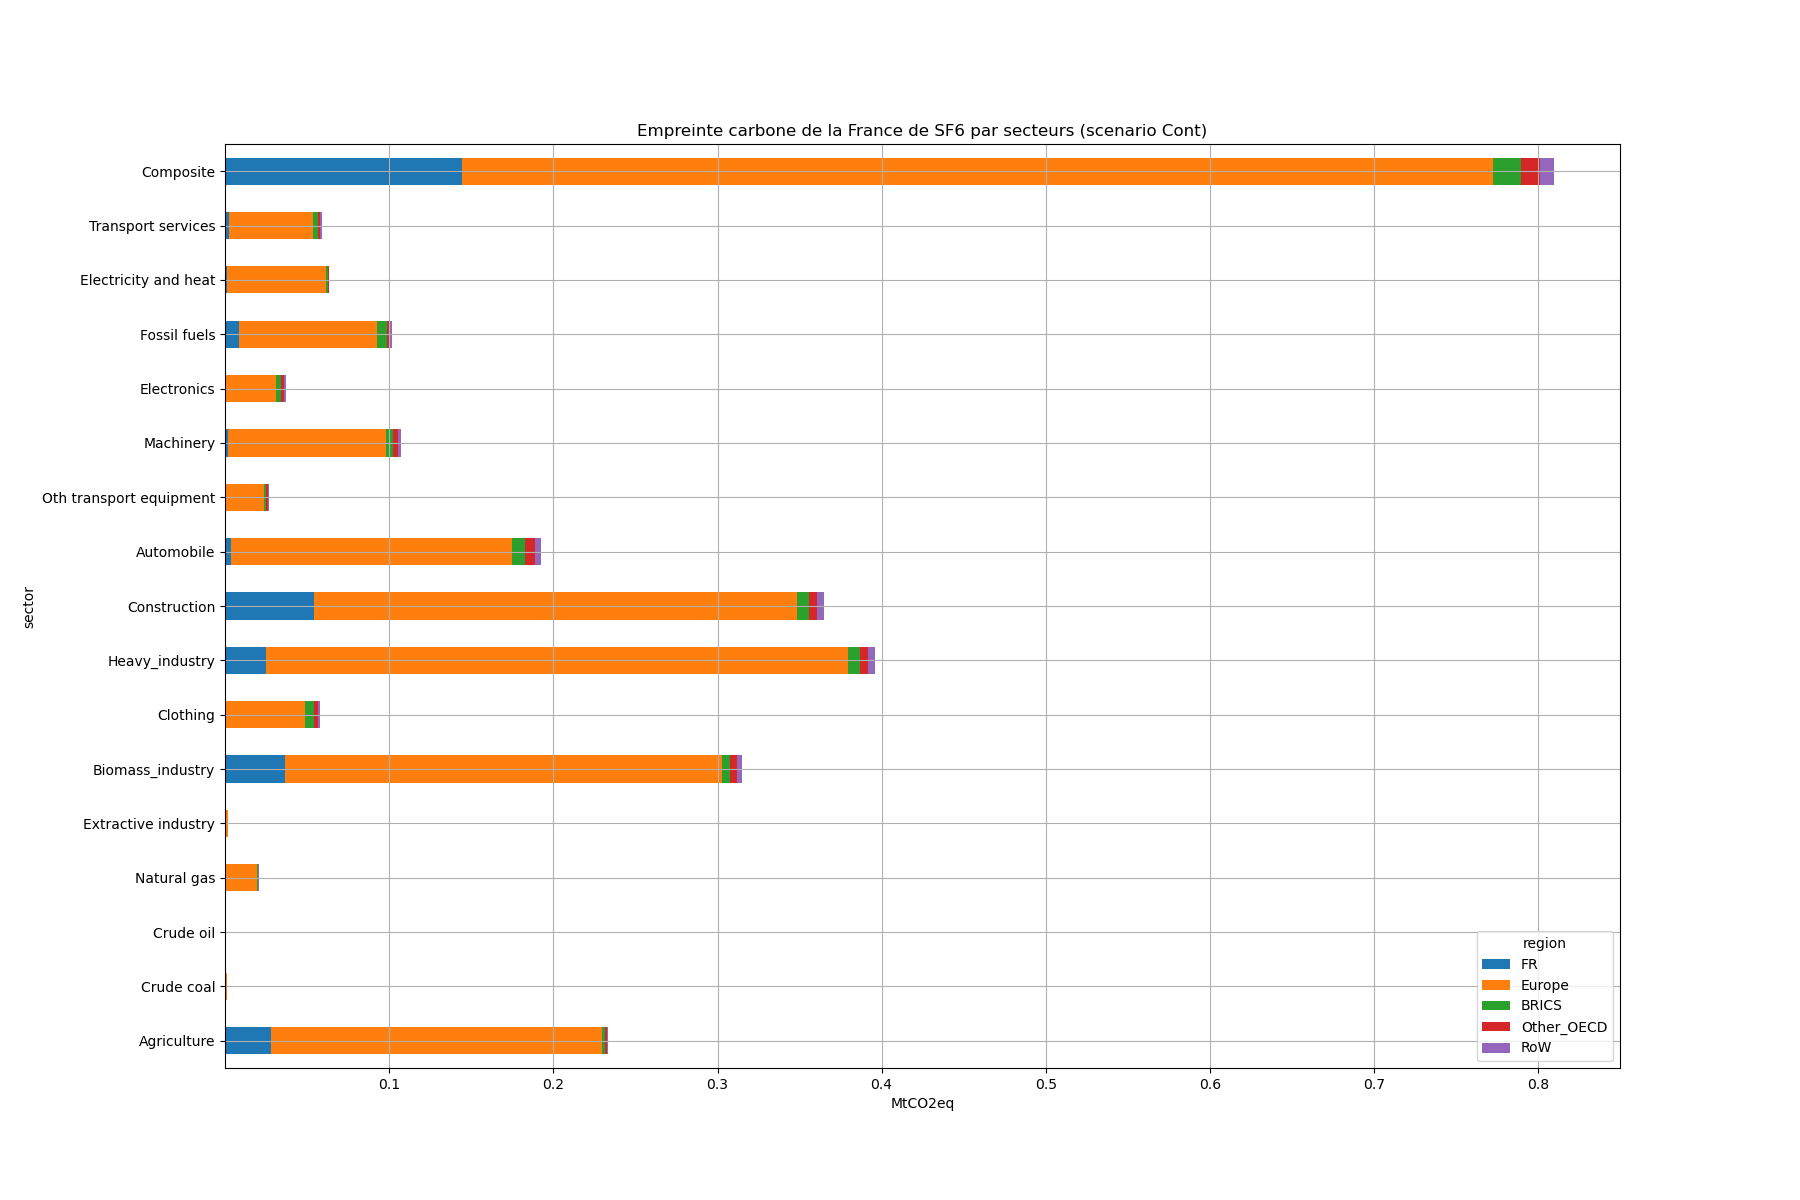 Empreinte carbone de la France de SF6 par secteurs (scenario Cont)
Composite
Transport services
Electricity and heat
Fossil fuels
Electronics
Machinery
Oth transport equipment
Automobile
Construction
Heavy_industry
Clothing
Biomass_industry
Extractive industry
Natural gas
Crude oil
Crude coal
Agriculture
sector
0.1 0.2 0.3 0.4 0.5 0.6 0.7 0.8
MtCO2eq
region
FR
Europe
BRICS
Other_OECD
RoW